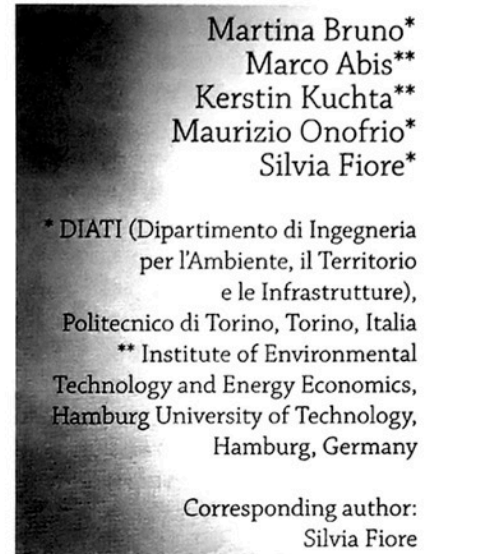 Martina Bruno*
Marco Abis**
Kerstin Kuchta**
Maurizio Onofrio*
Silvia Fiore*
* DIATI (Dipartimento di Ingegneria
per l'Ambiente, il Territorio
e le Infrastrutture),
Politecnico di Torino, Torino, Italia
** Institute of Environmental
Technology and Energy Economics,
Hamburg University of Technology,
Hamburg, Germany
Corresponding author:
Silvia Fiore